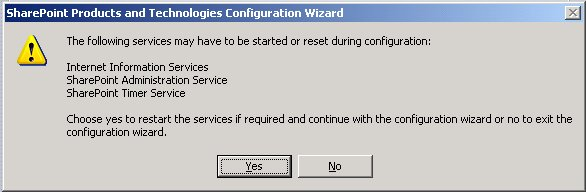 SharePoint Products and Technologies Configuration Wizard
The following services may have to be started or reset during configuration:
Internet Information Services
SharePoint Administration Service
SharePoint Timer Service
Choose yes to restart the services if required and continue with the configuration wizard or no to exit the
configuration wizard.
Yes
No